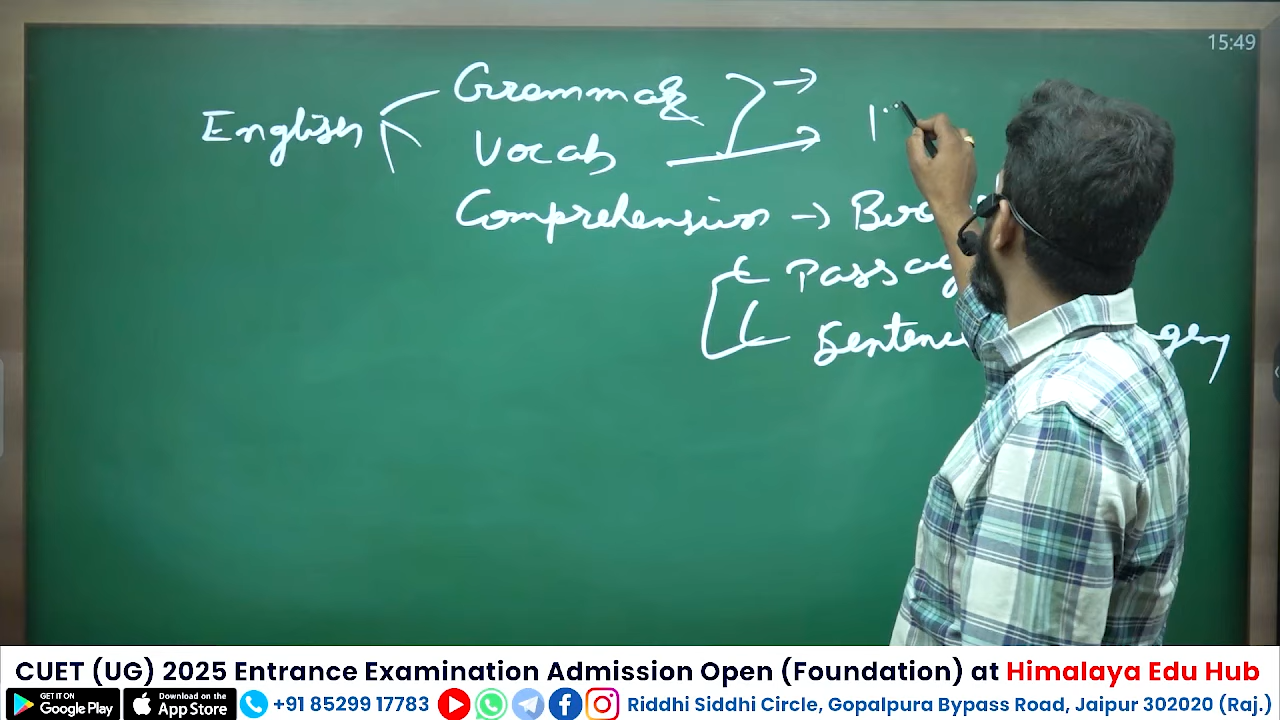 15:49
English
Grammar
Vocab
Comprehension →
CUET (UG) 2025 Entrance Examination Admission Open (Foundation) at Himalaya Edu Hub
GET IT ON
Google Play
Download on the
App Store
+91 85299 17783
Riddhi Siddhi Circle, Gopalpura Bypass Road, Jaipur 302020 (Raj.)